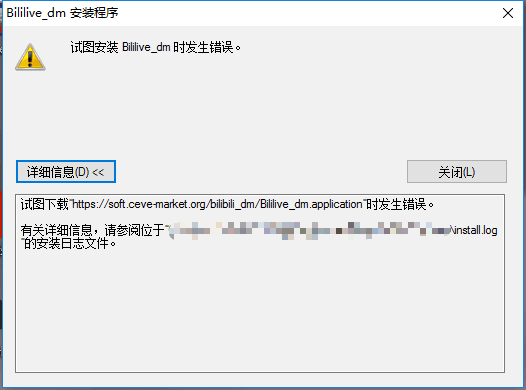 Bililive_dm 安装程序
试图安装 Bililive_dm 时发生错误。
详细信息(D) <<
关闭(L)
试图下载"https://soft.ceve-market.org/bilibili_dm/Bililive_dm.application"时发生错误。
有关详细信息，请参阅位于"\install.log
的安装日志文件。